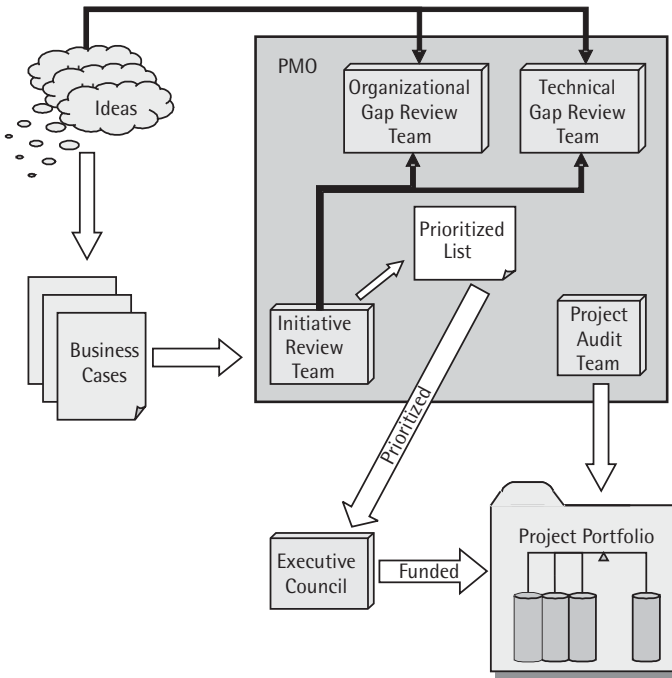 PMO
Organizational
Gap Review
Team
Technical
Gap Review
Team
Ideas
Prioritized
List
Initiative
Review
Team
Project
Audit
Team
Business
Cases
Prioritized
Executive
Council
Funded
Project Portfolio